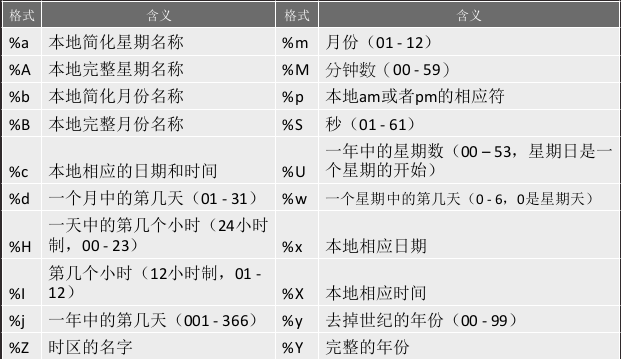 格式 含义 格式 含义
%a 本地简化星期名称 %m 月份（01 - 12）
%A 本地完整星期名称 %M 分钟数（00 - 59）
%b 本地简化月份名称 %p 本地am或者pm的相应符
%B 本地完整月份名称 %S 秒（01 - 61）
%c 本地相应的日期和时间 %U 一年中的星期数（00 – 53，星期日是一
个星期的开始）
%d 一个月中的第几天（01 - 31） %w 一个星期中的第几天（0 - 6，0是星期天）
%H 一天中的第几个小时（24小时
制，00 - 23） %x 本地相应日期
%I 第几个小时（12小时制，01 -
12） %X 本地相应时间
%j 一年中的第几天（001 - 366） %y 去掉世纪的年份（00 - 99）
%Z 时区的名字 %Y 完整的年份